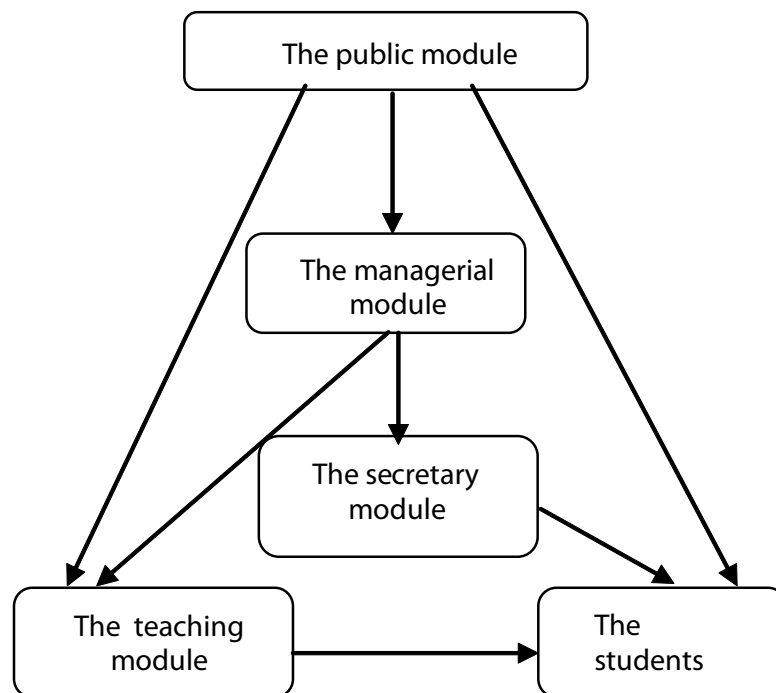 The public module
The managerial
module
The secretary
module
The teaching
module
The
students